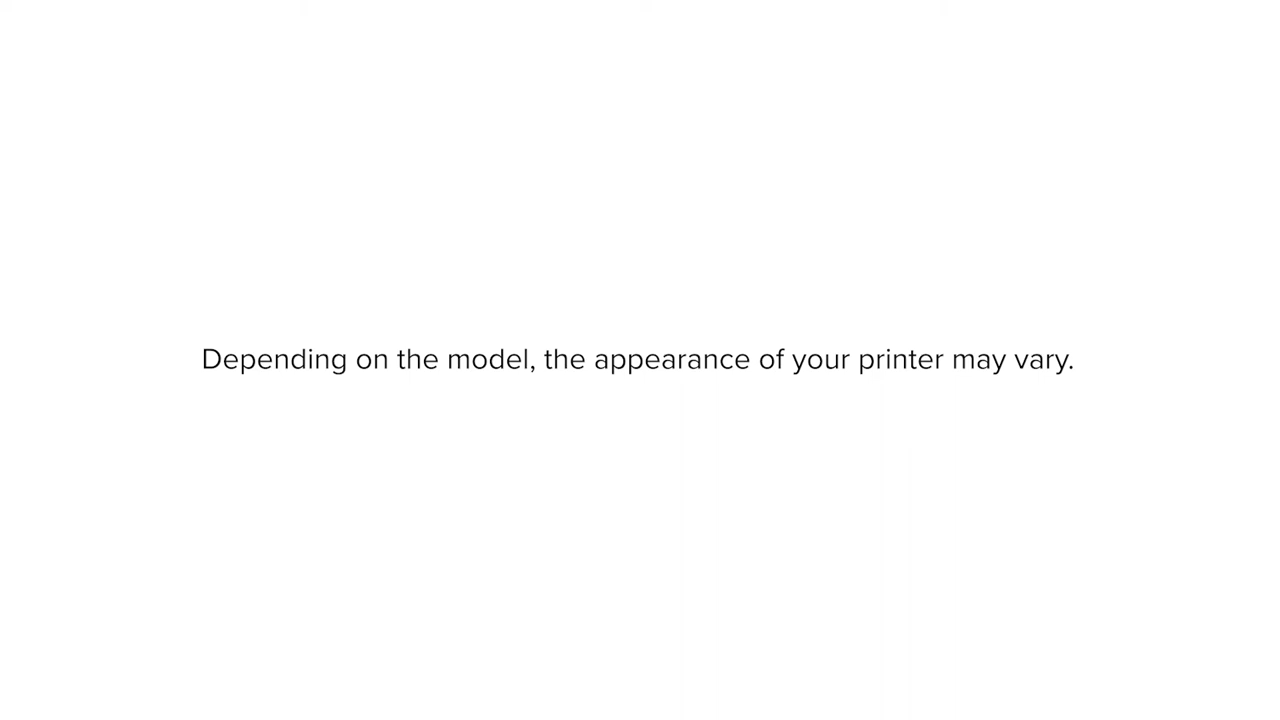 Depending on the model, the appearance of your printer may vary.